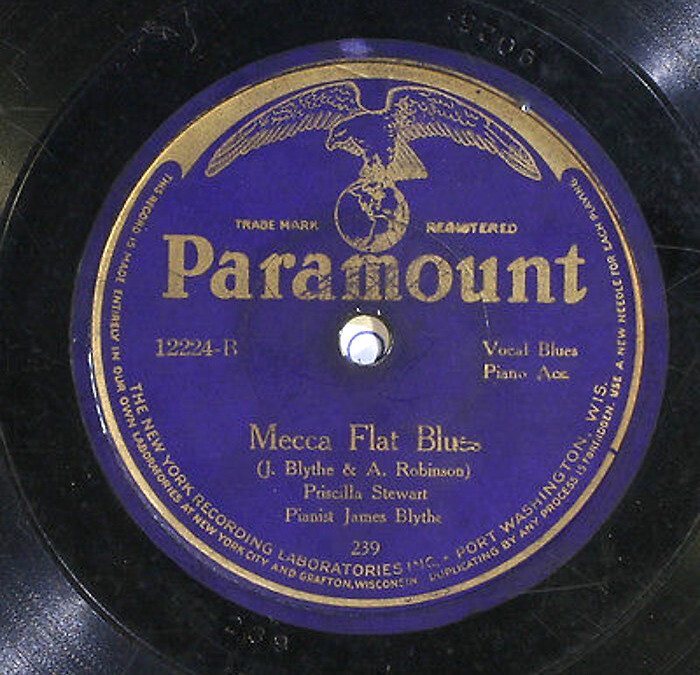 TRADE MARK REGISTERED
Paramount
12224-B
Vocal Blues
Piano Acc.
Mecca Flat Blues
(J. Blythe & A. Robinson)
Priscilla Stewart
Pianist James Blythe
239
THE NEW YORK RECORDING LABORATORIES INC. • PORT WASHINGTON, WIS.
THIS RECORD IS MADE ENTIRELY IN OUR OWN LABORATORIES AT NEW YORK CITY AND GRAFTON, WISCONSIN. DUPLICATING BY ANY PROCESS IS FORBIDDEN. USE A NEW NEEDLE FOR EACH PLAYING